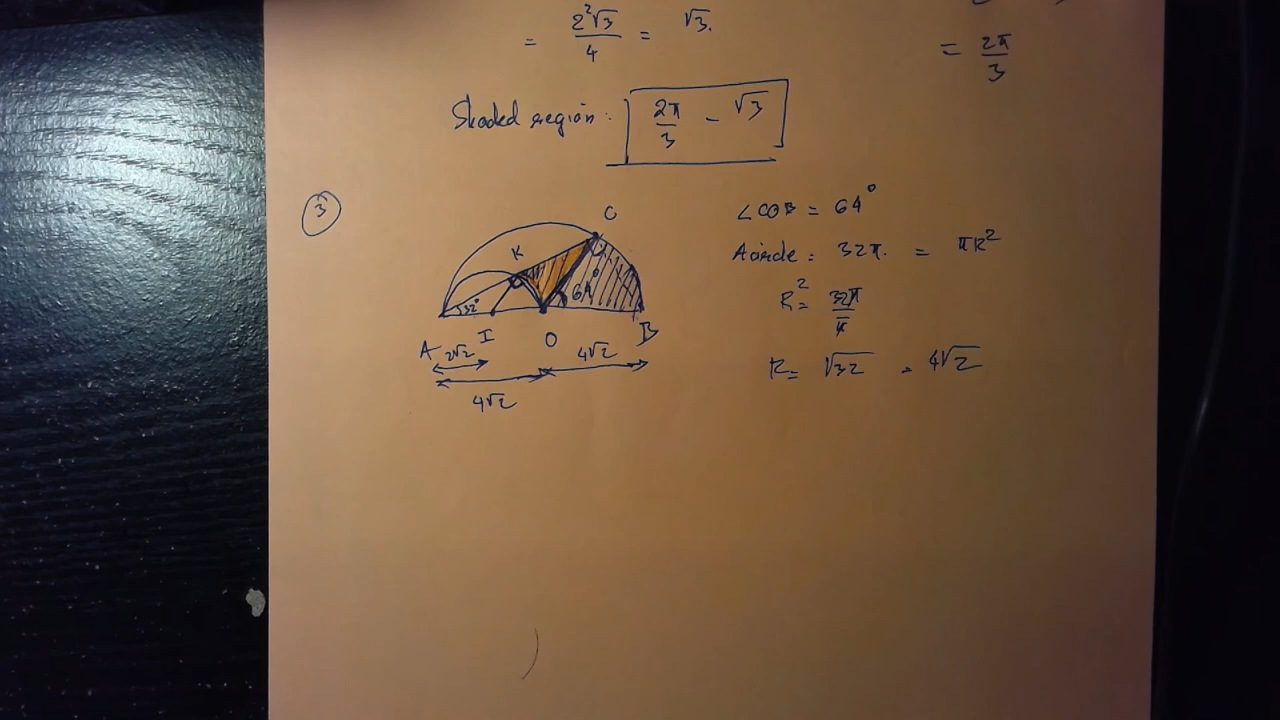 = 2²√3/4 = √3.
= 2π/3
Shaded region: 2π/3 - √3
3
∠COB = 64°
A circle = 32π. = πR²
R² = 32π/π
R = √32 = 4√2
C
K
32°
64
A I O B
2√2 4√2
4√2